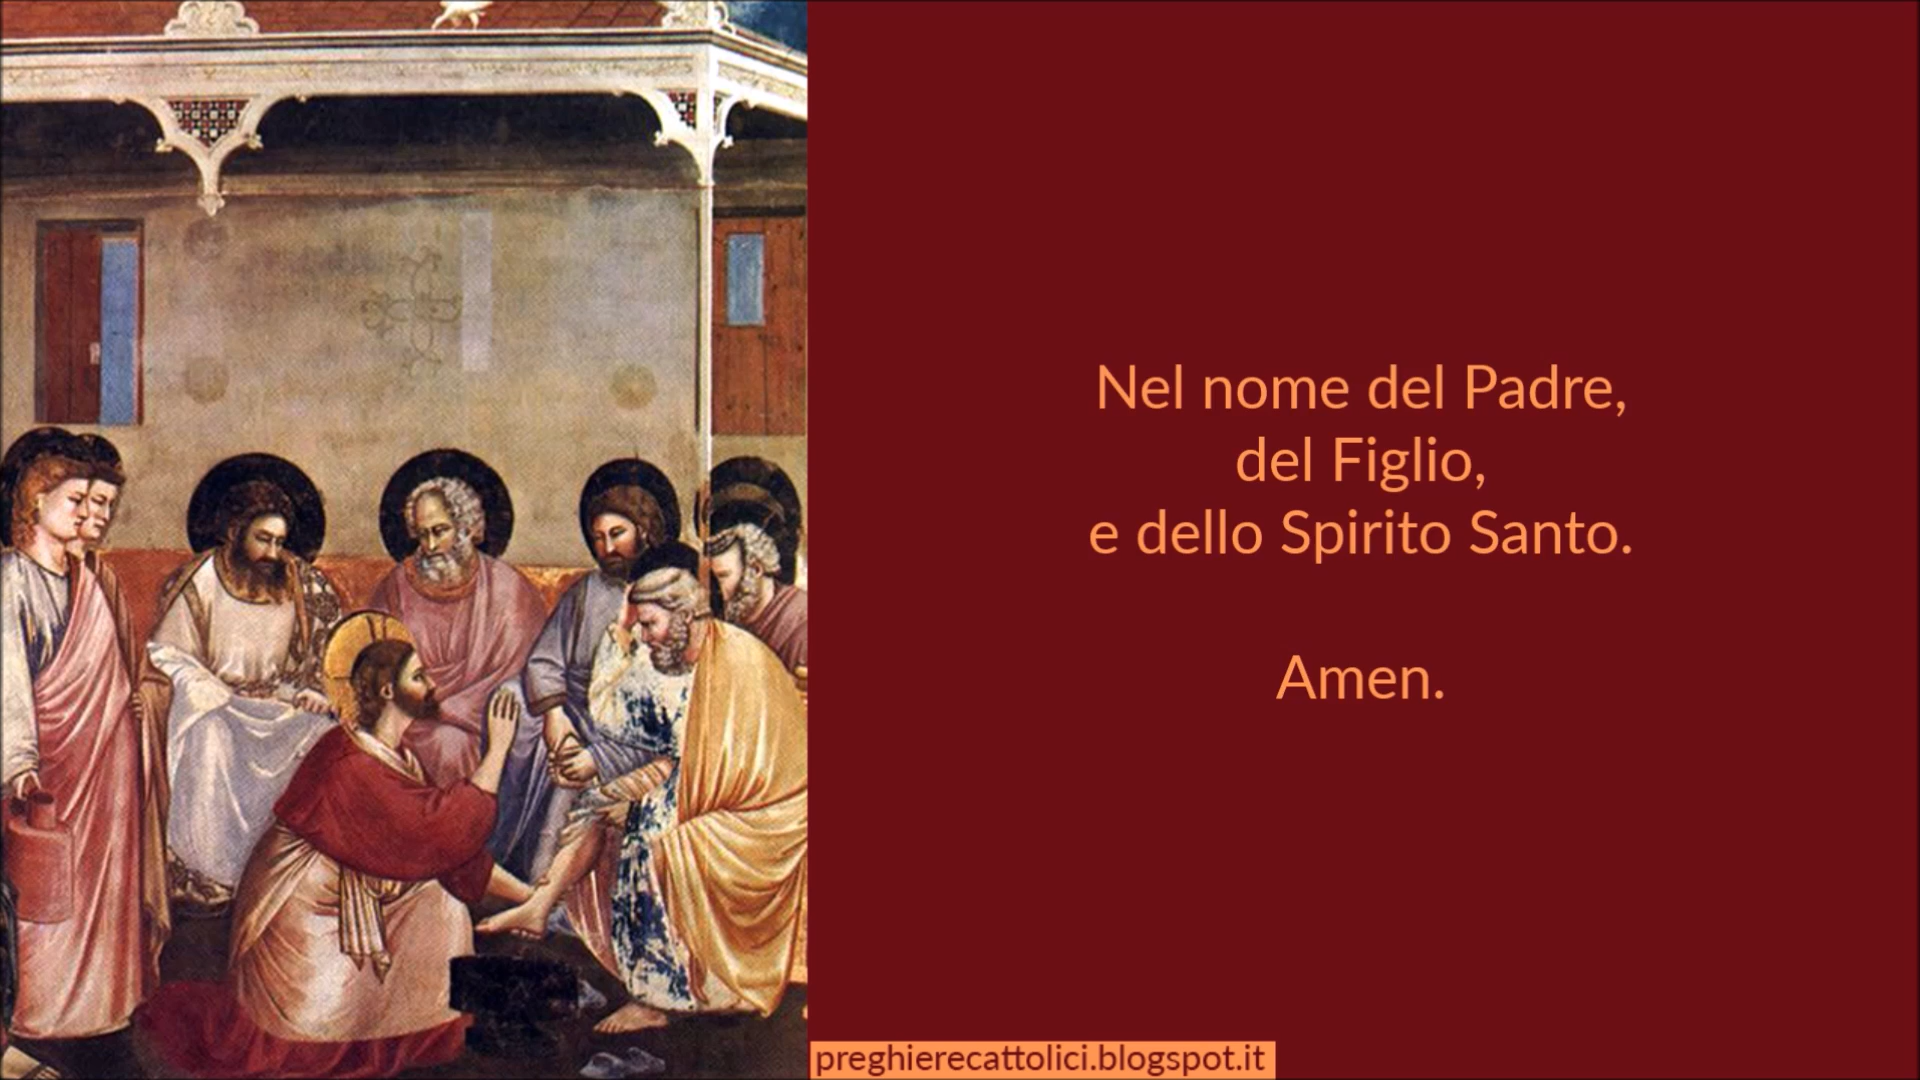 Nel nome del Padre,
del Figlio,
e dello Spirito Santo.
Amen.
preghierecattolici.blogspot.it